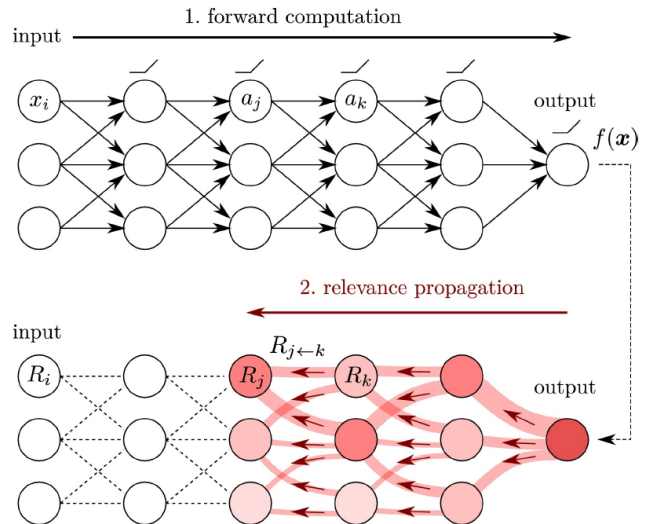 1. forward computation
input
x_i
a_j
a_k
output
f(x)
2. relevance propagation
input
R_{j←k}
R_i
R_j
R_k
output